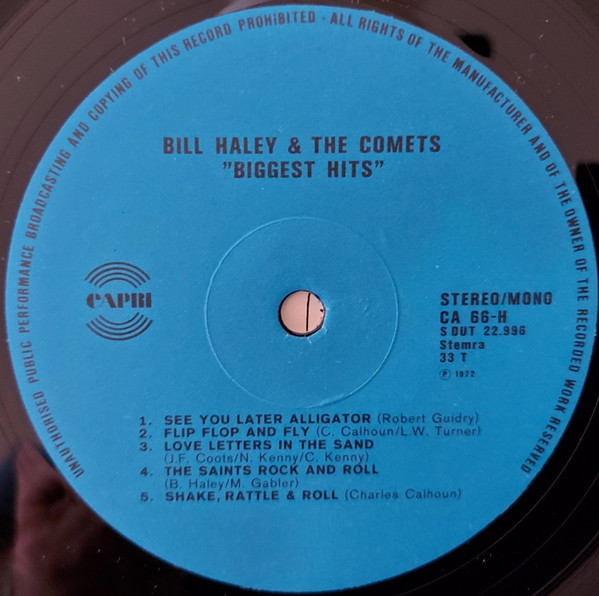 UNAUTHORISED PUBLIC PERFORMANCE BROADCASTING AND COPYING OF THIS RECORD PROHIBITED · ALL RIGHTS OF THE MANUFACTURER AND OF THE OWNER OF THE RECORDED WORK RESERVED
BILL HALEY & THE COMETS
"BIGGEST HITS"
CAPRI
STEREO/MONO
CA 66-H
S DUT 22.996
Stemra
33 T
℗ 1972
1. SEE YOU LATER ALLIGATOR (Robert Guidry)
2. FLIP FLOP AND FLY (C. Calhoun/L.W. Turner)
3. LOVE LETTERS IN THE SAND
(J.F. Coots/N. Kenny/C. Kenny)
4. THE SAINTS ROCK AND ROLL
(B. Haley/M. Gabler)
5. SHAKE, RATTLE & ROLL (Charles Calhoun)